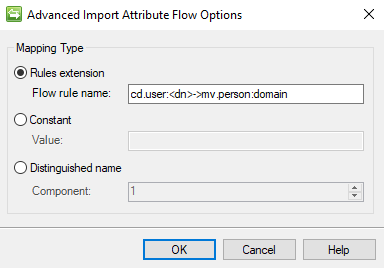 Advanced Import Attribute Flow Options
Mapping Type
Rules extension
Flow rule name: cd.user:<dn>->mv.person:domain
Constant
Value:
Distinguished name
Component: 1
OK Cancel Help